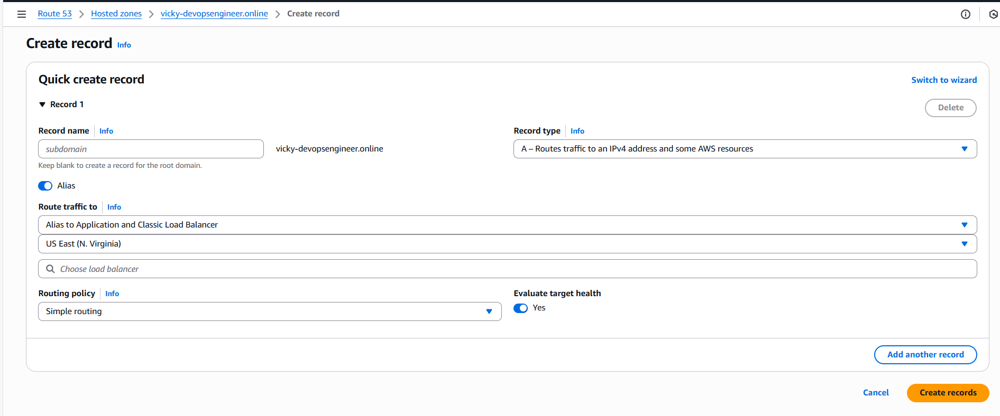 Route 53 > Hosted zones > vicky-devopsengineer.online > Create record
Create record Info
Quick create record
Switch to wizard
Record 1
Delete
Record name Info
Record type Info
subdomain
vicky-devopsengineer.online
A – Routes traffic to an IPv4 address and some AWS resources
Keep blank to create a record for the root domain.
Alias
Route traffic to Info
Alias to Application and Classic Load Balancer
US East (N. Virginia)
Choose load balancer
Routing policy Info
Evaluate target health
Simple routing
Yes
Add another record
Cancel
Create records